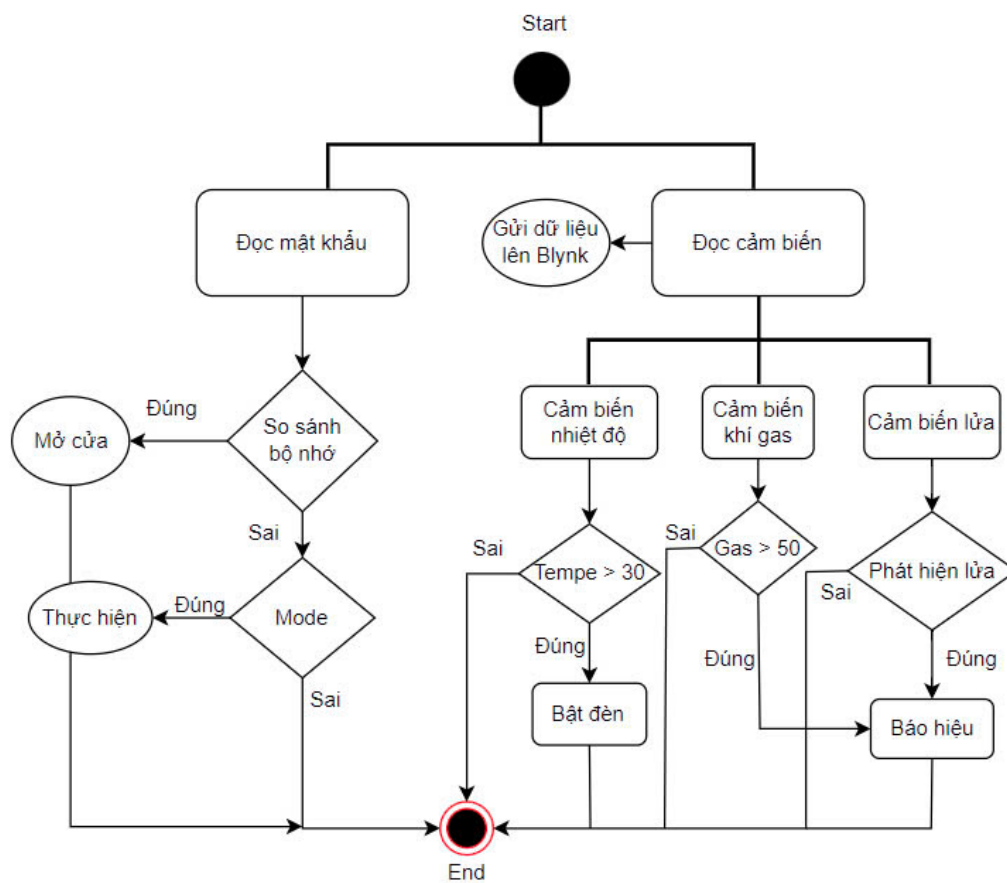 Start
Đọc mật khẩu
Gửi dữ liệu
lên Blynk
Đọc cảm biến
So sánh
bộ nhớ
Đúng
Mở cửa
Sai
Mode
Đúng
Thực hiện
Sai
Cảm biến
nhiệt độ
Cảm biến
khí gas
Cảm biến lửa
Sai
Tempe > 30
Sai
Gas > 50
Sai
Phát hiện lửa
Đúng
Đúng
Đúng
Bật đèn
Báo hiệu
End